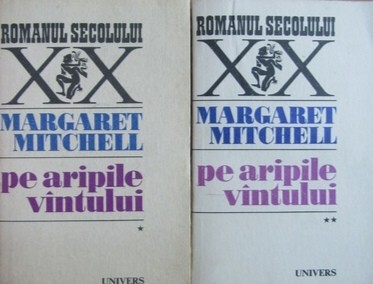 ROMANUL SECOLULUI
XX
MARGARET
MITCHELL
pe aripile
vîntului
*
UNIVERS
ROMANUL SECOLULUI
XX
MARGARET
MITCHELL
pe aripile
vîntului
**
UNIVERS